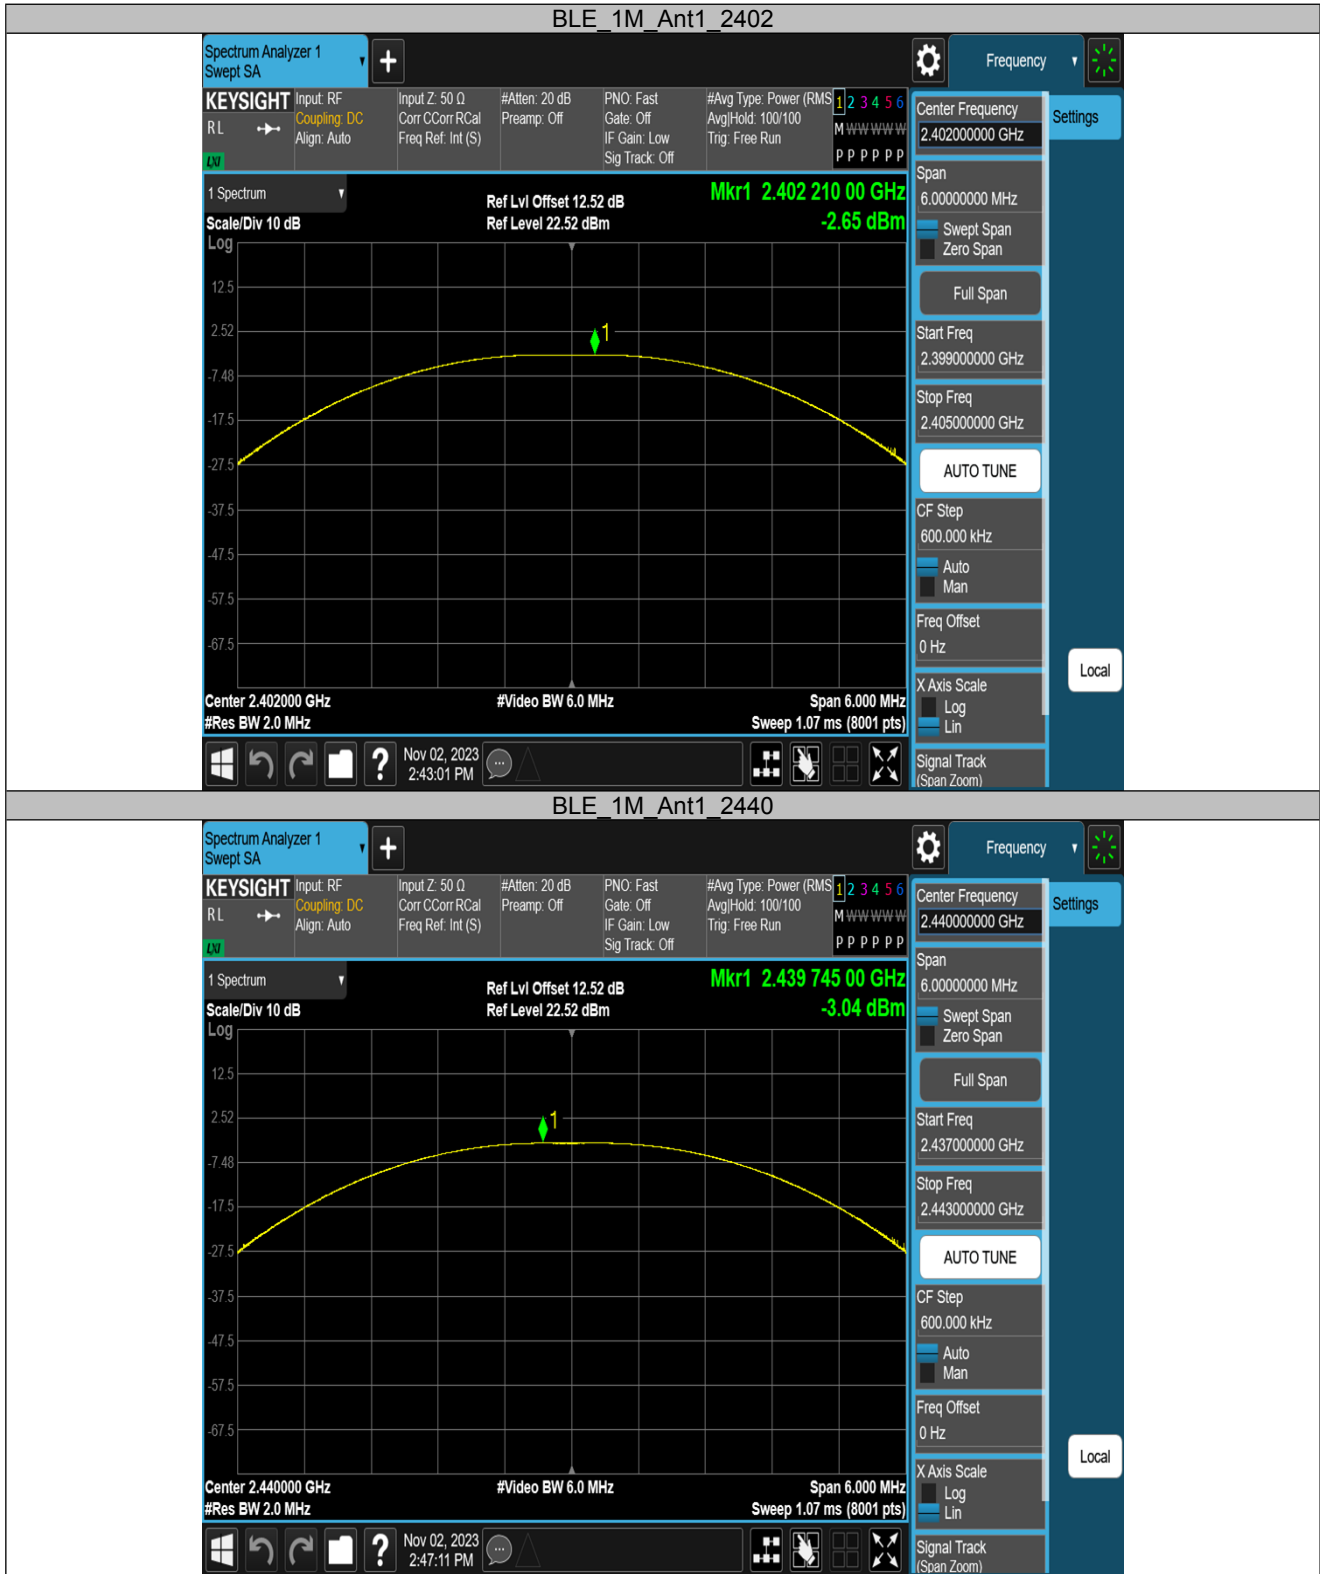 BLE_1M_Ant1_2402
Spectrum Analyzer 1
Swept SA
Frequency
KEYSIGHT
RL
LXI
Input: RF
Coupling: DC
Align: Auto
Input Z: 50 Ω
Corr CCorr RCal
Freq Ref: Int (S)
#Atten: 20 dB
Preamp: Off
PNO: Fast
Gate: Off
IF Gain: Low
Sig Track: Off
#Avg Type: Power (RMS
Avg|Hold: 100/100
Trig: Free Run
1 2 3 4 5 6
M W W W W W
P P P P P P
1 Spectrum
Scale/Div 10 dB
Log
Ref Lvl Offset 12.52 dB
Ref Level 22.52 dBm
Mkr1 2.402 210 00 GHz
-2.65 dBm
12.5
2.52
-7.48
-17.5
-27.5
-37.5
-47.5
-57.5
-67.5
1
Center 2.402000 GHz
#Res BW 2.0 MHz
#Video BW 6.0 MHz
Span 6.000 MHz
Sweep 1.07 ms (8001 pts)
Nov 02, 2023
2:43:01 PM
Center Frequency
2.402000000 GHz
Settings
Span
6.00000000 MHz
Swept Span
Zero Span
Full Span
Start Freq
2.399000000 GHz
Stop Freq
2.405000000 GHz
AUTO TUNE
CF Step
600.000 kHz
Auto
Man
Freq Offset
0 Hz
X Axis Scale
Log
Lin
Local
Signal Track
(Span Zoom)
BLE_1M_Ant1_2440
Spectrum Analyzer 1
Swept SA
Frequency
KEYSIGHT
RL
LXI
Input: RF
Coupling: DC
Align: Auto
Input Z: 50 Ω
Corr CCorr RCal
Freq Ref: Int (S)
#Atten: 20 dB
Preamp: Off
PNO: Fast
Gate: Off
IF Gain: Low
Sig Track: Off
#Avg Type: Power (RMS
Avg|Hold: 100/100
Trig: Free Run
1 2 3 4 5 6
M W W W W W
P P P P P P
1 Spectrum
Scale/Div 10 dB
Log
Ref Lvl Offset 12.52 dB
Ref Level 22.52 dBm
Mkr1 2.439 745 00 GHz
-3.04 dBm
12.5
2.52
-7.48
-17.5
-27.5
-37.5
-47.5
-57.5
-67.5
1
Center 2.440000 GHz
#Res BW 2.0 MHz
#Video BW 6.0 MHz
Span 6.000 MHz
Sweep 1.07 ms (8001 pts)
Nov 02, 2023
2:47:11 PM
Center Frequency
2.440000000 GHz
Settings
Span
6.00000000 MHz
Swept Span
Zero Span
Full Span
Start Freq
2.437000000 GHz
Stop Freq
2.443000000 GHz
AUTO TUNE
CF Step
600.000 kHz
Auto
Man
Freq Offset
0 Hz
X Axis Scale
Log
Lin
Local
Signal Track
(Span Zoom)